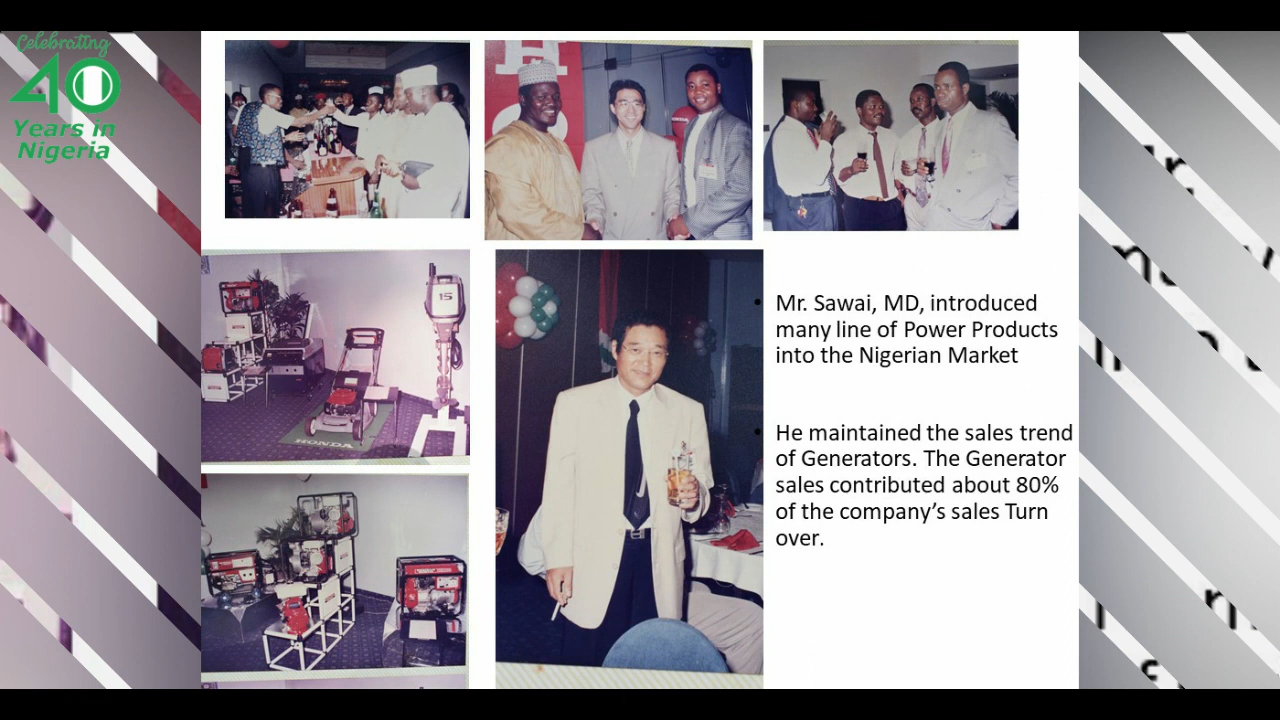 Celebrating
40
Years in
Nigeria
H
HONDA
15
HONDA
• Mr. Sawai, MD, introduced
many line of Power Products
into the Nigerian Market
• He maintained the sales trend
of Generators. The Generator
sales contributed about 80%
of the company’s sales Turn
over.